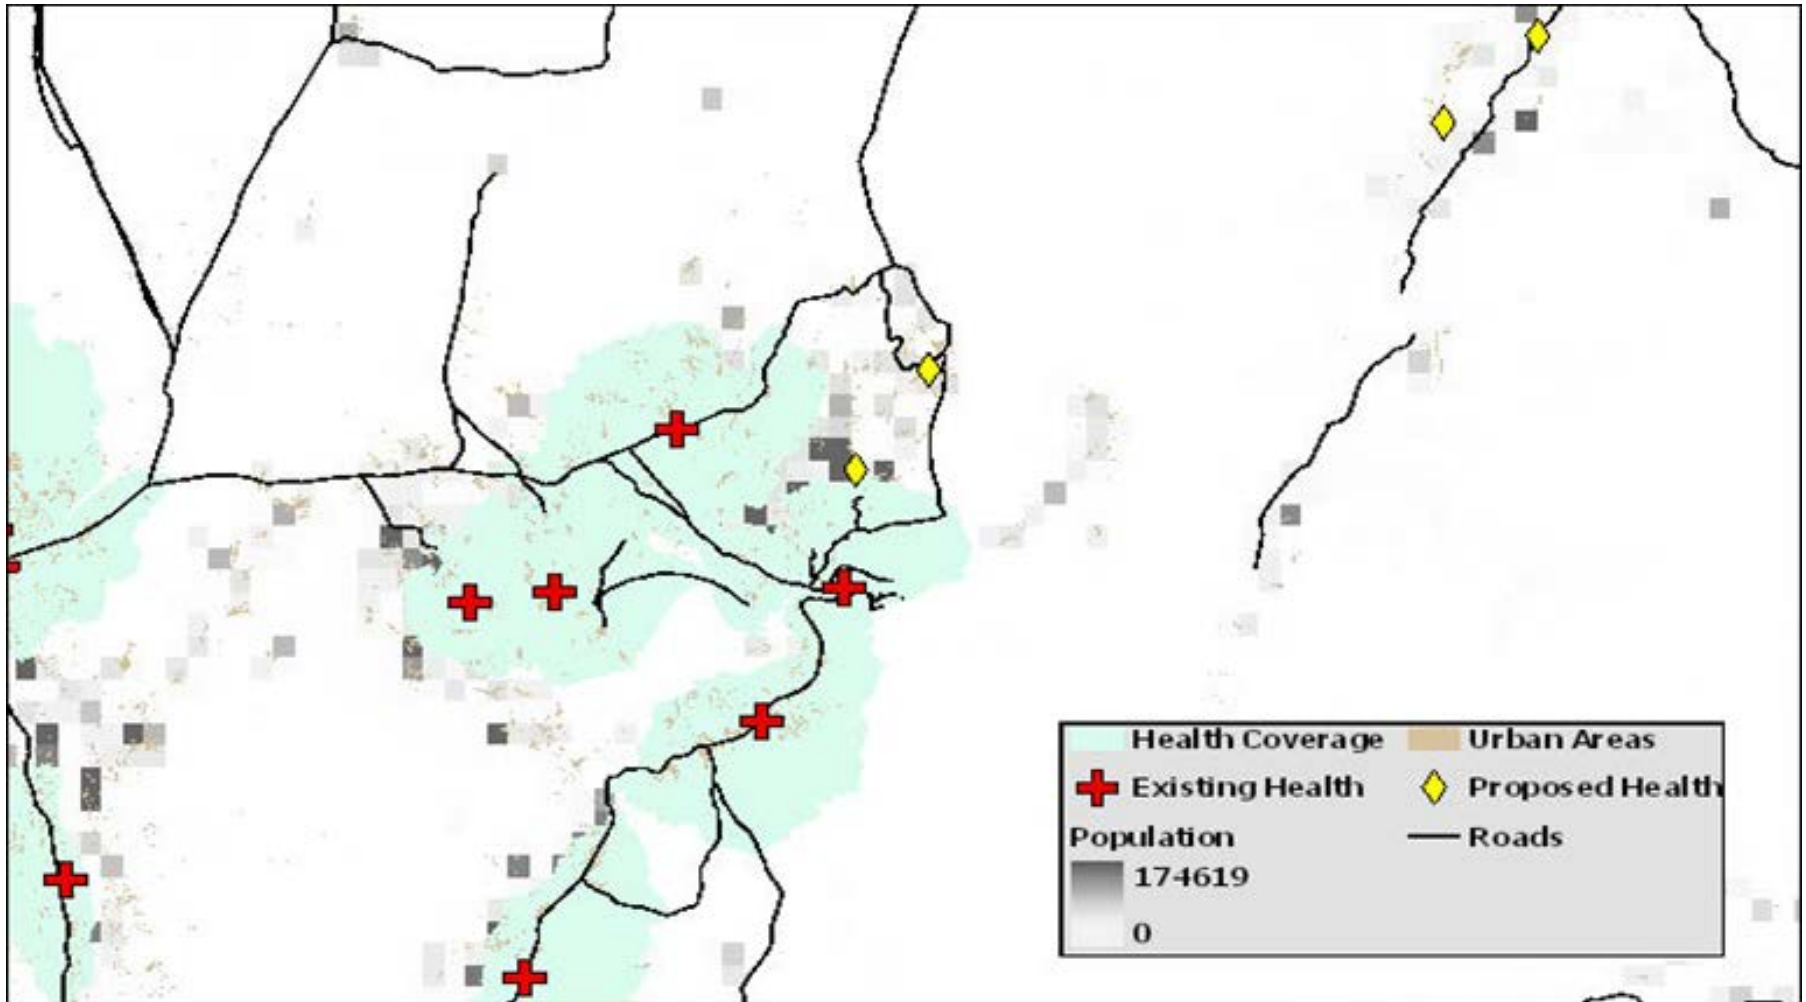 Health Coverage Urban Areas
Existing Health Proposed Health
Population Roads
174619
0